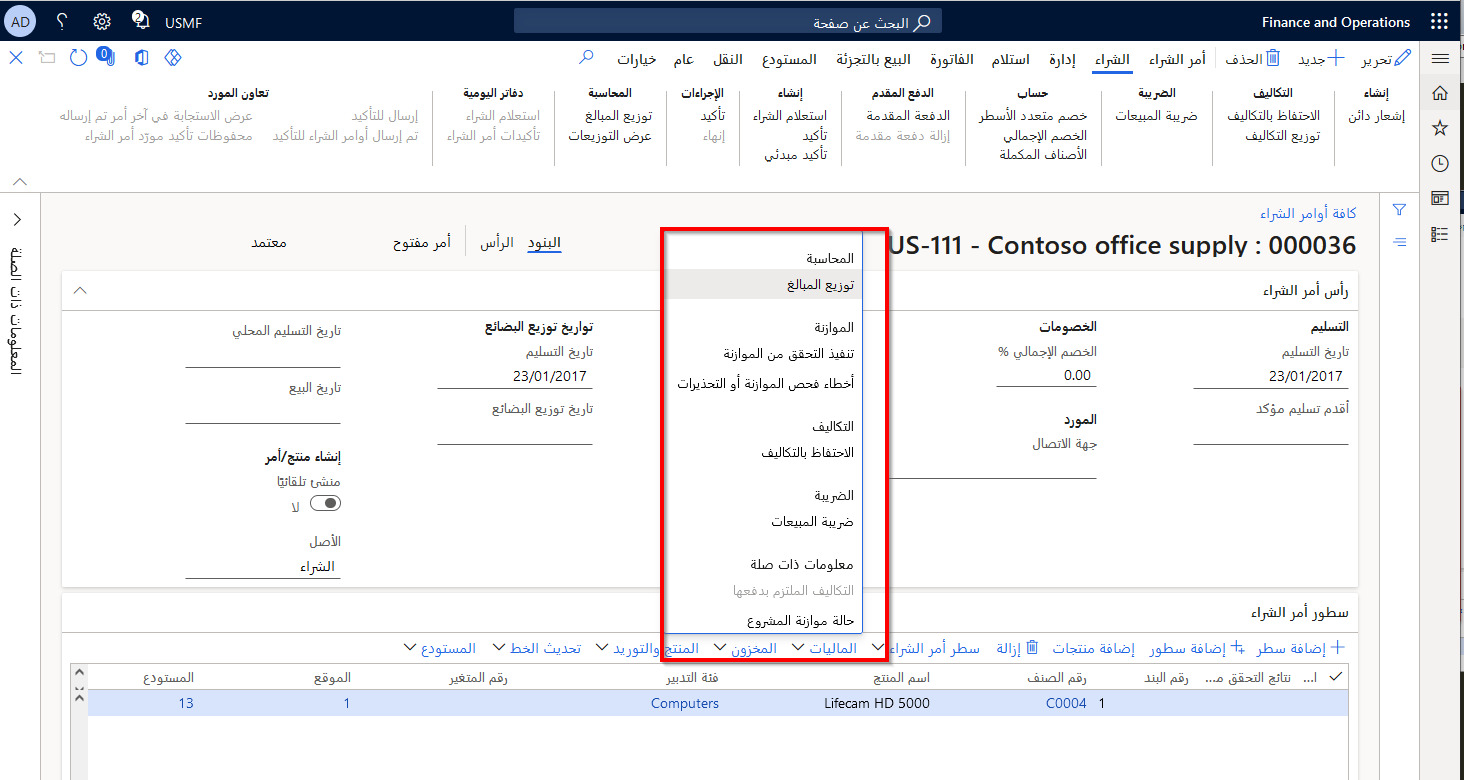 Finance and Operations
البحث عن صفحة
USMF
2
AD
تحرير
جديد
الحذف
أمر الشراء
الشراء
إدارة
استلام
الفاتورة
البيع بالتجزئة
المستودع
النقل
عام
خيارات
0
إنشاء
إشعار دائن
التكاليف
الاحتفاظ بالتكاليف
توزيع التكاليف
الضريبة
ضريبة المبيعات
حساب
خصم متعدد الأسطر
الخصم الإجمالي
الأصناف المكملة
الدفع المقدم
الدفعة المقدمة
إزالة دفعة مقدمة
إنشاء
استلام الشراء
تأكيد
تأكيد مبدئي
الإجراءات
تأكيد
إنهاء
المحاسبة
توزيع المبالغ
عرض التوزيعات
دفاتر اليومية
استعلام الشراء
تأكيدات أمر الشراء
تعاون المورد
إرسال للتأكيد
تم إرسال أوامر الشراء للتأكيد
عرض الاستجابة في آخر أمر تم إرساله
محفوظات تأكيد مورّد أمر الشراء
كافة أوامر الشراء
US-111 - Contoso office supply : 000036
البنود
الرأس
أمر مفتوح
معتمد
المعلومات ذات الصلة
رأس أمر الشراء
التسليم
تاريخ التسليم
23/01/2017
أقدم تسليم مؤكد
الخصومات
الخصم الإجمالي %
0.00
المورد
جهة الاتصال
المحاسبة
توزيع المبالغ
الموازنة
تنفيذ التحقق من الموازنة
أخطاء فحص الموازنة أو التحذيرات
التكاليف
الاحتفاظ بالتكاليف
الضريبة
ضريبة المبيعات
معلومات ذات صلة
التكاليف الملتزم بدفعها
حالة موازنة المشروع
تواريخ توزيع البضائع
تاريخ التسليم
23/01/2017
تاريخ توزيع البضائع
تاريخ التسليم المحلي
تاريخ البيع
إنشاء منتج/أمر
منشئ تلقائيًا
لا
الأصل
الشراء
سطور أمر الشراء
إضافة سطر
إضافة سطور
إضافة منتجات
إزالة
سطر أمر الشراء
الماليات
المخزون
المنتج والتوريد
تحديث الخط
المستودع
ا...
نتائج التحقق م...
رقم البند
رقم الصنف
اسم المنتج
فئة التدبير
رقم المتغير
الموقع
المستودع
1
C0004
Lifecam HD 5000
Computers
1
13